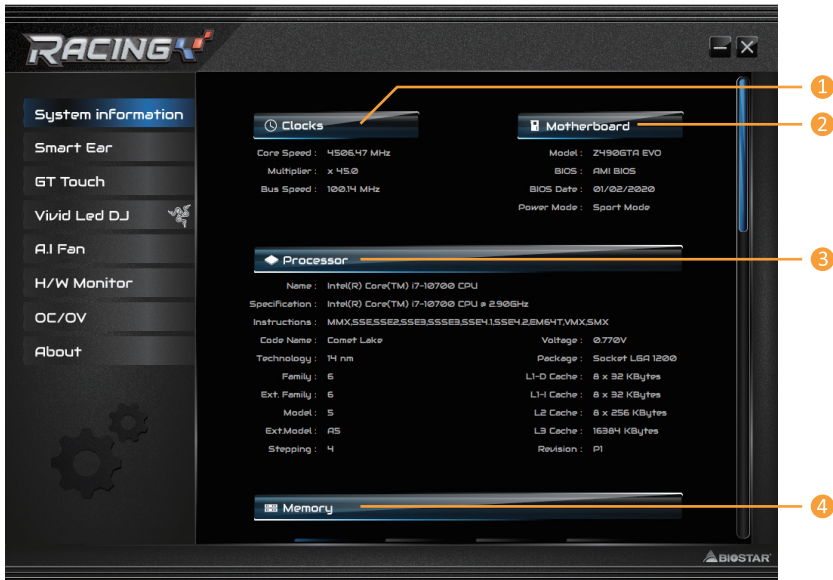 RACING
System information
Smart Ear
GT Touch
Vivid Led DJ
A.I Fan
H/W Monitor
OC/OV
About
Clocks
1
Core Speed : 4506.47 MHz
Multiplier : x 45.0
Bus Speed : 100.14 MHz
Motherboard
2
Model : Z490GTA EVO
BIOS : AMI BIOS
BIOS Date : 01/02/2020
Power Mode : Sport Mode
Processor
3
Name : Intel(R) Core(TM) i7-10700 CPU
Specification : Intel(R) Core(TM) i7-10700 CPU @ 2.90GHz
Instructions : MMX,SSE,SSE2,SSE3,SSSE3,SSE4.1,SSE4.2,EM64T,VMX,SMX
Code Name : Comet Lake
Technology : 14 nm
Family : 6
Ext. Family : 6
Model : 5
Ext.Model : A5
Stepping : 4
Voltage : 0.770V
Package : Socket LGA 1200
L1-D Cache : 8 x 32 KBytes
L1-I Cache : 8 x 32 KBytes
L2 Cache : 8 x 256 KBytes
L3 Cache : 16384 KBytes
Revision : P1
Memory
4
BIOSTAR